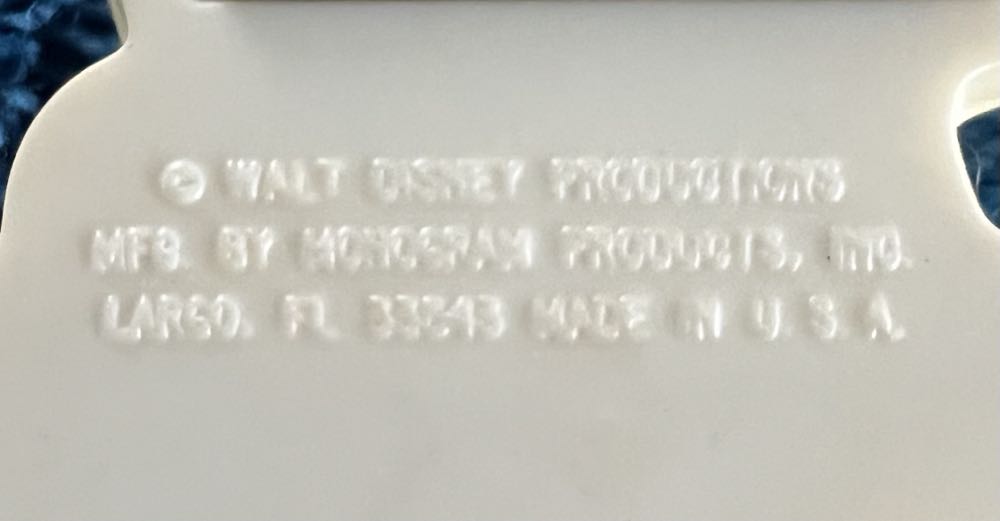 © WALT DISNEY PRODUCTIONS
MFG. BY MONOGRAM PRODUCTS, INC.
LARGO, FL 33543 MADE IN U. S. A.